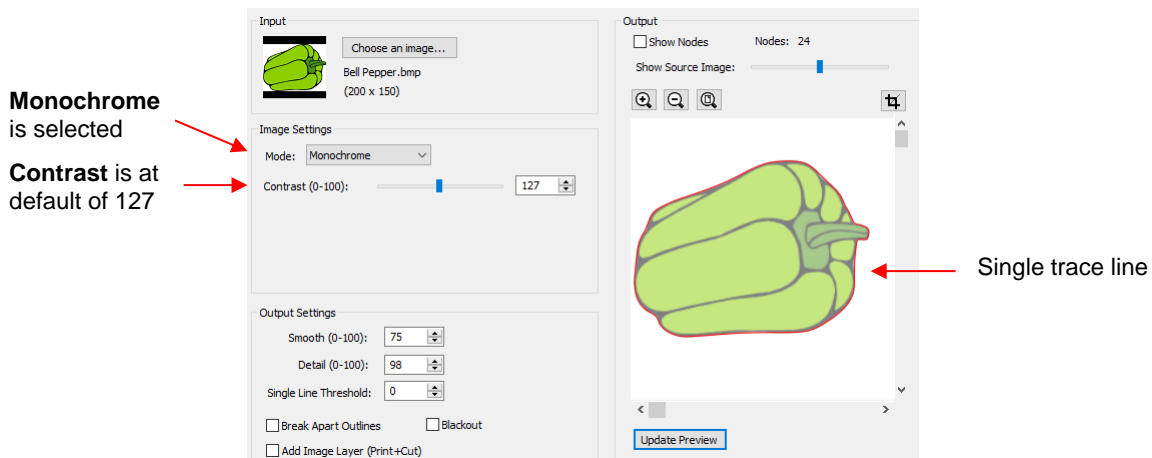 Monochrome
is selected
Contrast is at
default of 127
Input
Choose an image...
Bell Pepper.bmp
(200 x 150)
Image Settings
Mode: Monochrome
Contrast (0-100): 127
Output Settings
Smooth (0-100): 75
Detail (0-100): 98
Single Line Threshold: 0
Break Apart Outlines Blackout
Add Image Layer (Print+Cut)
Output
Show Nodes Nodes: 24
Show Source Image:
Update Preview
Single trace line